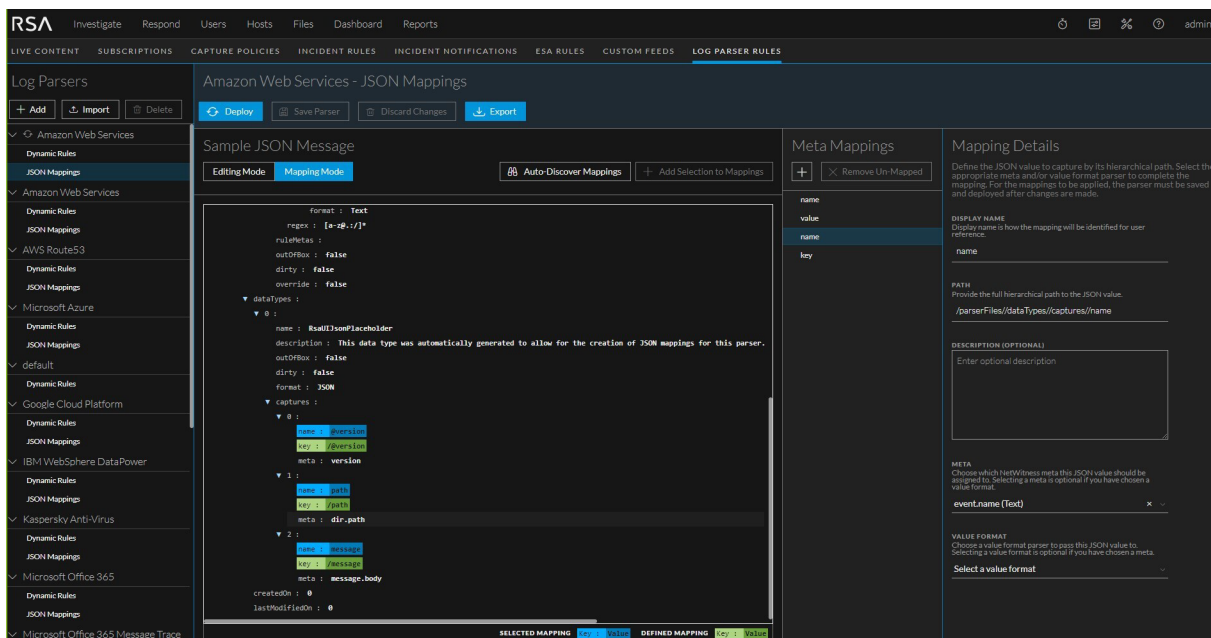 RSA Investigate Respond Users Hosts Files Dashboard Reports admin
LIVE CONTENT SUBSCRIPTIONS CAPTURE POLICIES INCIDENT RULES INCIDENT NOTIFICATIONS ESA RULES CUSTOM FEEDS LOG PARSER RULES
Log Parsers
+ Add Import Delete
Amazon Web Services
Dynamic Rules
JSON Mappings
Amazon Web Services
Dynamic Rules
JSON Mappings
AWS Route53
Dynamic Rules
JSON Mappings
Microsoft Azure
Dynamic Rules
JSON Mappings
default
Dynamic Rules
Google Cloud Platform
Dynamic Rules
JSON Mappings
IBM WebSphere DataPower
Dynamic Rules
JSON Mappings
Kaspersky Anti-Virus
Dynamic Rules
JSON Mappings
Microsoft Office 365
Dynamic Rules
JSON Mappings
Microsoft Office 365 Message Trace
Amazon Web Services - JSON Mappings
Deploy Save Parser Discard Changes Export
Sample JSON Message
Editing Mode Mapping Mode Auto-Discover Mappings + Add Selection to Mappings
format : Text
regex : [a-z@.:/]*
ruleMetas :
outOfBox : false
dirty : false
override : false
dataTypes :
0 :
name : RsaUIJsonPlaceholder
description : This data type was automatically generated to allow for the creation of JSON mappings for this parser.
outOfBox : false
dirty : false
format : JSON
captures :
0 :
name : @version
key : /@version
meta : version
1 :
name : path
key : /path
meta : dir.path
2 :
name : message
key : /message
meta : message.body
createdOn : 0
lastModifiedOn : 0
SELECTED MAPPING Key : Value DEFINED MAPPING Key : Value
Meta Mappings
+ Remove Un-Mapped
name
value
name
key
Mapping Details
Define the JSON value to capture by its hierarchical path. Select the
appropriate meta and/or value format parser to complete the
mapping. For the mappings to be applied, the parser must be saved
and deployed after changes are made.
DISPLAY NAME
Display name is how the mapping will be identified for user
reference.
name
PATH
Provide the full hierarchical path to the JSON value.
/parserFiles//dataTypes//captures//name
DESCRIPTION (OPTIONAL)
Enter optional description
META
Choose which NetWitness meta this JSON value should be
assigned to. Selecting a meta is optional if you have chosen a
value format.
event.name (Text)
VALUE FORMAT
Choose a value format parser to pass this JSON value to.
Selecting a value format is optional if you have chosen a meta.
Select a value format